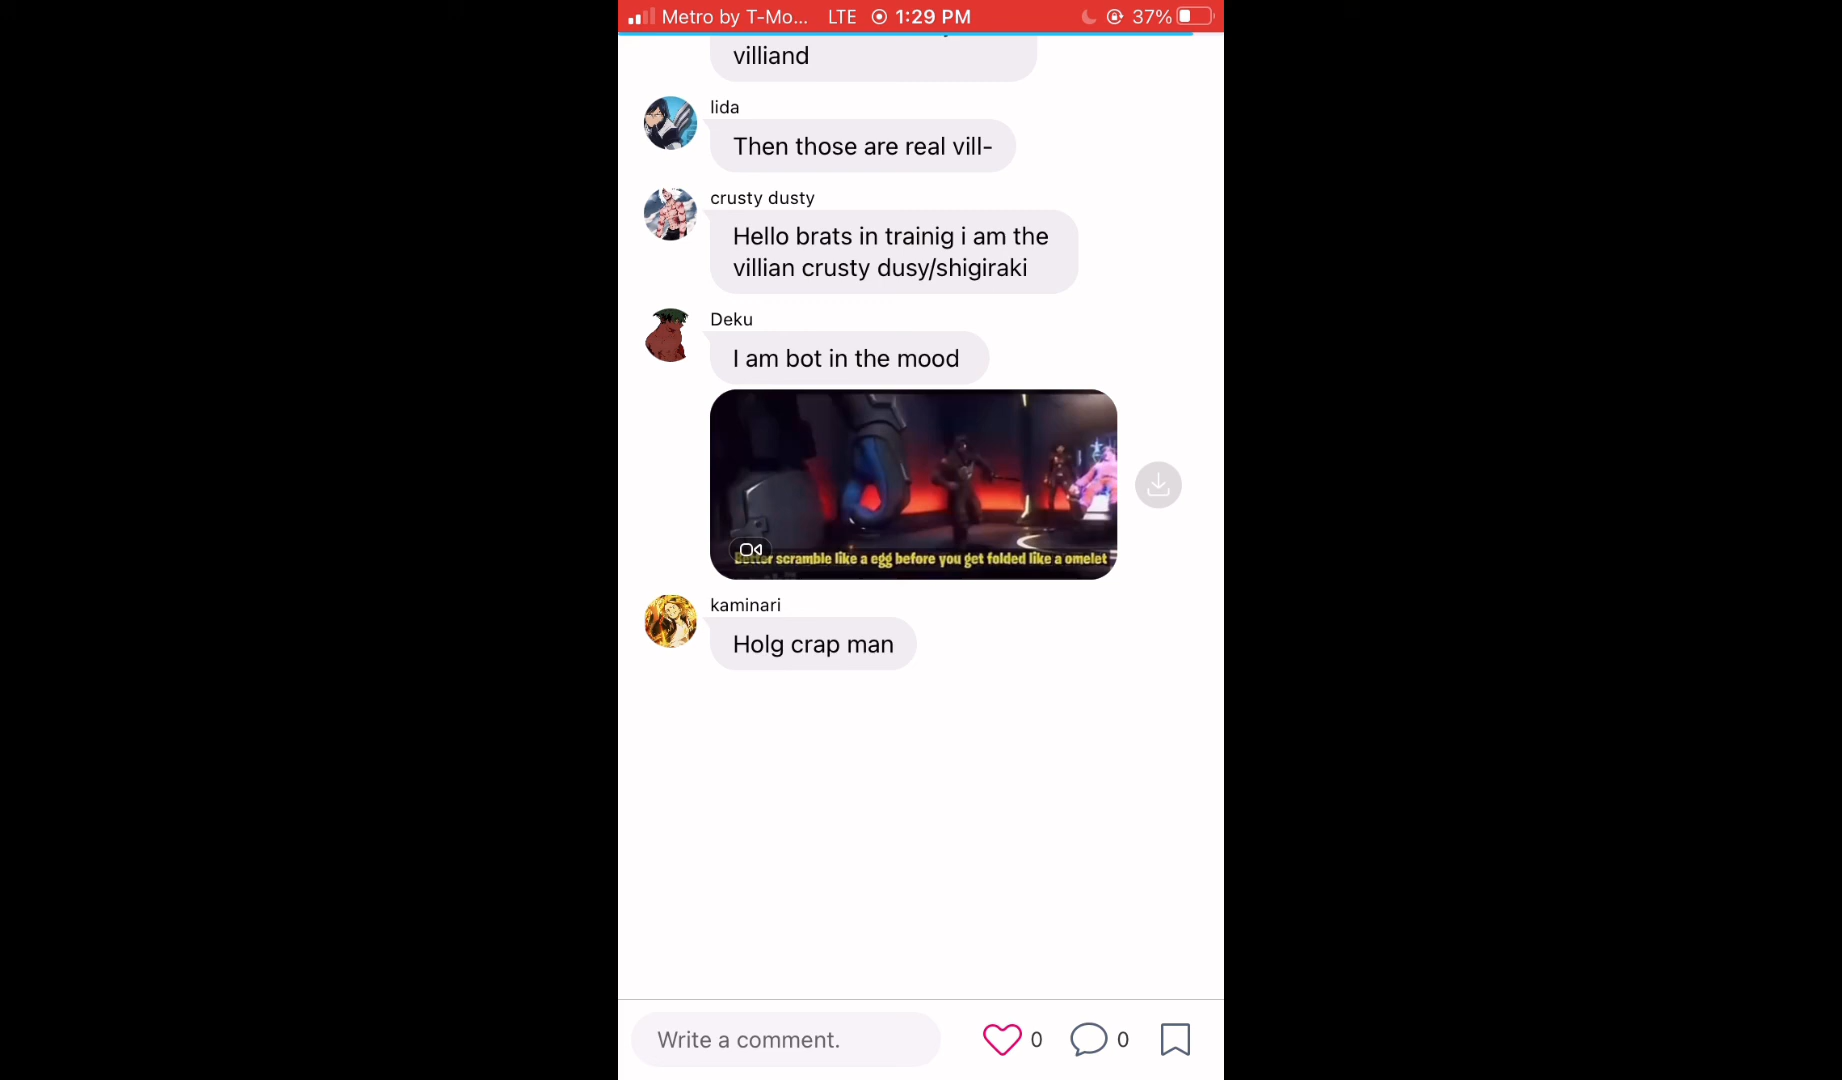 Metro by T-Mo... LTE 1:29 PM 37%
villiand
Iida
Then those are real vill-
crusty dusty
Hello brats in trainig i am the
villian crusty dusy/shigiraki
Deku
I am bot in the mood
Better scramble like a egg before you get folded like a omelet
kaminari
Holg crap man
Write a comment. 0 0